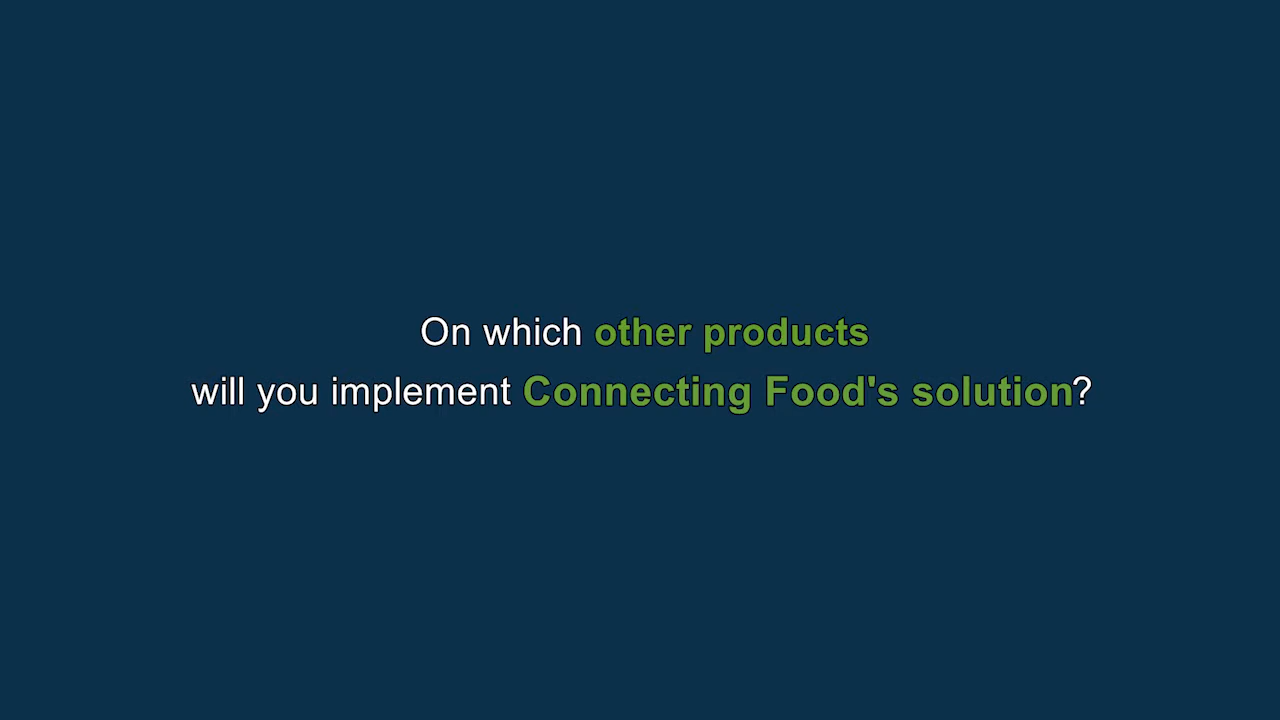 On which other products
will you implement Connecting Food's solution?